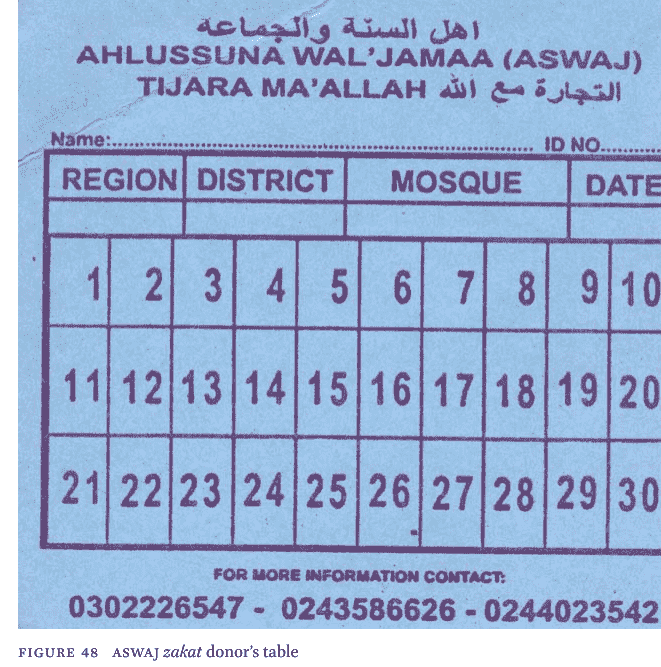 اهل السنة والجماعة
AHLUSSUNA WAL'JAMAA (ASWAJ)
TIJARA MA'ALLAH التجارة مع الله
Name:.................................................................. ID NO..........
REGION DISTRICT MOSQUE DATE
1 2 3 4 5 6 7 8 9 10
11 12 13 14 15 16 17 18 19 20
21 22 23 24 25 26 27 28 29 30
FOR MORE INFORMATION CONTACT:
0302226547 - 0243586626 - 0244023542
FIGURE 48 ASWAJ zakat donor's table